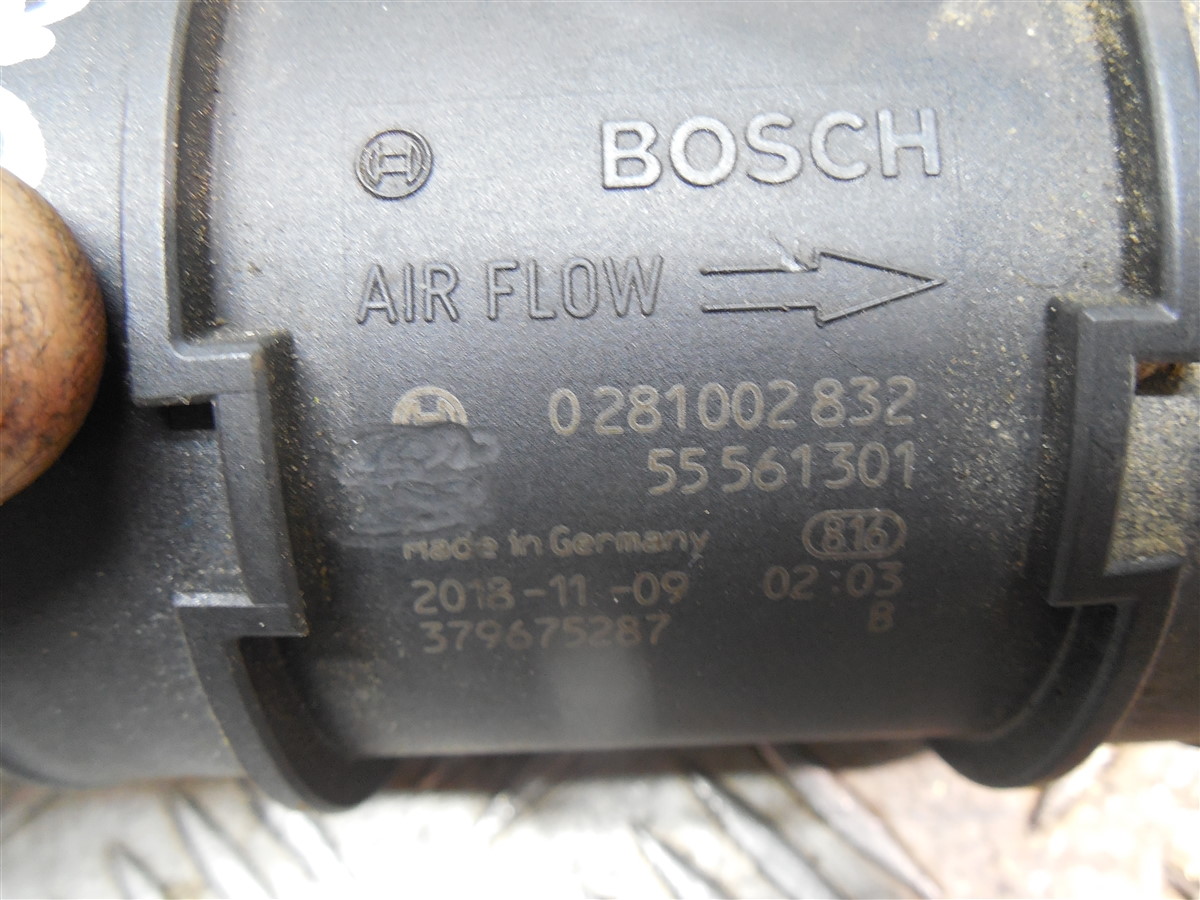 BOSCH
AIR FLOW
0 281 002 832
55 561 301
Made in Germany 816
2018-11-09 02:03
379675287 B